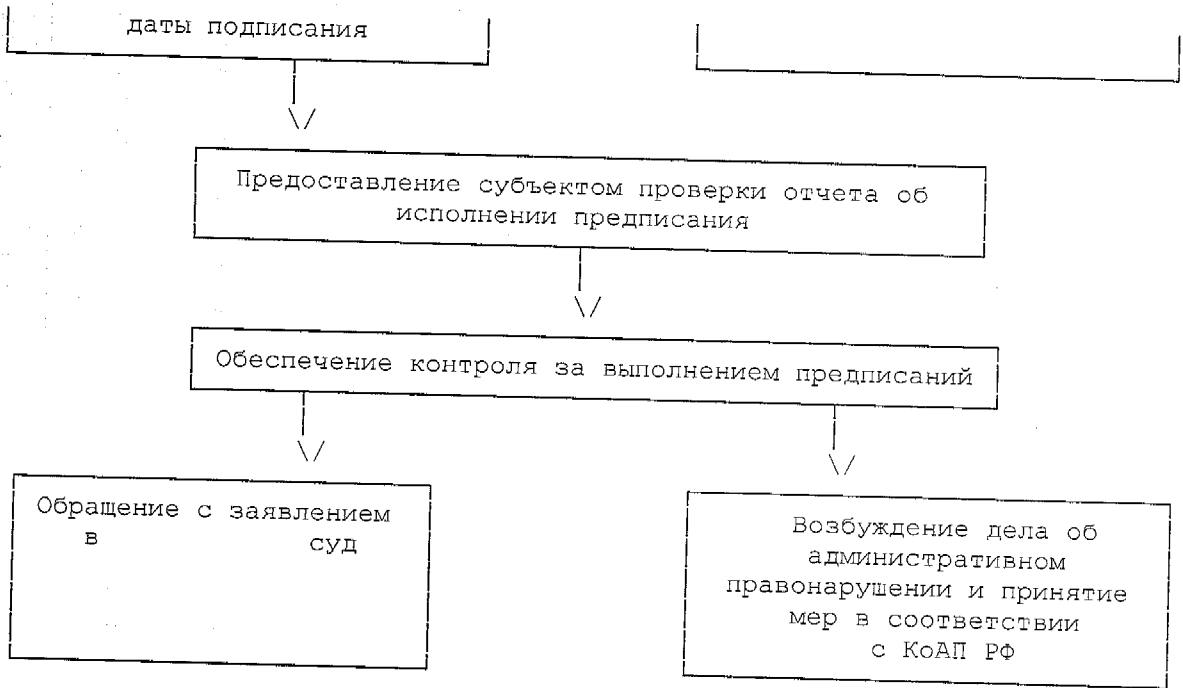 даты подписания
Предоставление субъектом проверки отчета об
исполнении предписания
Обеспечение контроля за выполнением предписаний
Обращение с заявлением
в суд
Возбуждение дела об
административном
правонарушении и принятие
мер в соответствии
с КоАП РФ